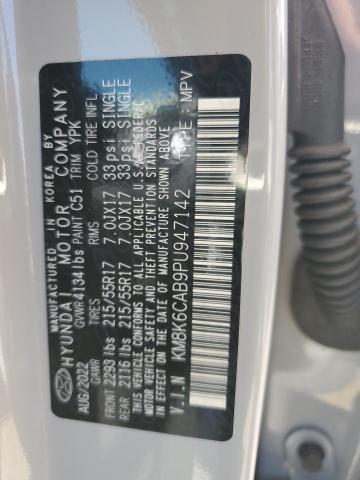 HYUNDAI MOTOR COMPANY
MANUFACTURED BY IN KOREA
AUG/2022 GVWR 4134 lbs PAINT C51 TRIM YPK
GAWR TIRES RIMS COLD TIRE INFL.
FRONT 2293 lbs 215/55R17 7.0JX17 33psi SINGLE
REAR 2116 lbs 215/55R17 7.0JX17 33psi SINGLE
THIS VEHICLE CONFORMS TO ALL APPLICABLE U.S.A. FEDERAL
MOTOR VEHICLE SAFETY, BUMPER, AND THEFT PREVENTION STANDARDS
IN EFFECT ON THE DATE OF MANUFACTURE SHOWN ABOVE.
V.I.N KM8K6CAB9PU947142 TYPE: MPV